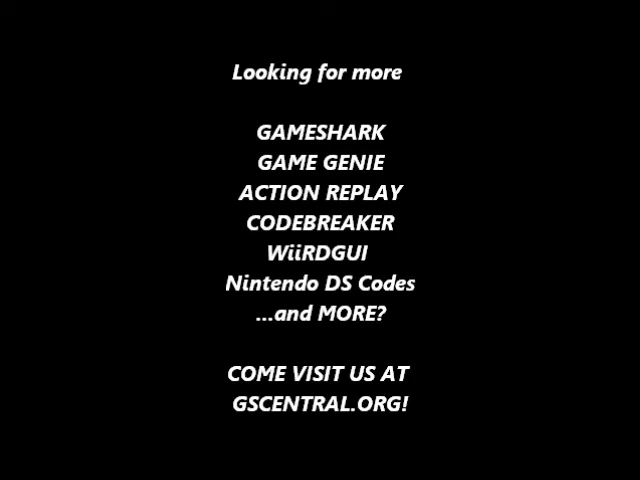 Looking for more
GAMESHARK
GAME GENIE
ACTION REPLAY
CODEBREAKER
WiiRDGUI
Nintendo DS Codes
...and MORE?
COME VISIT US AT
GSCENTRAL.ORG!